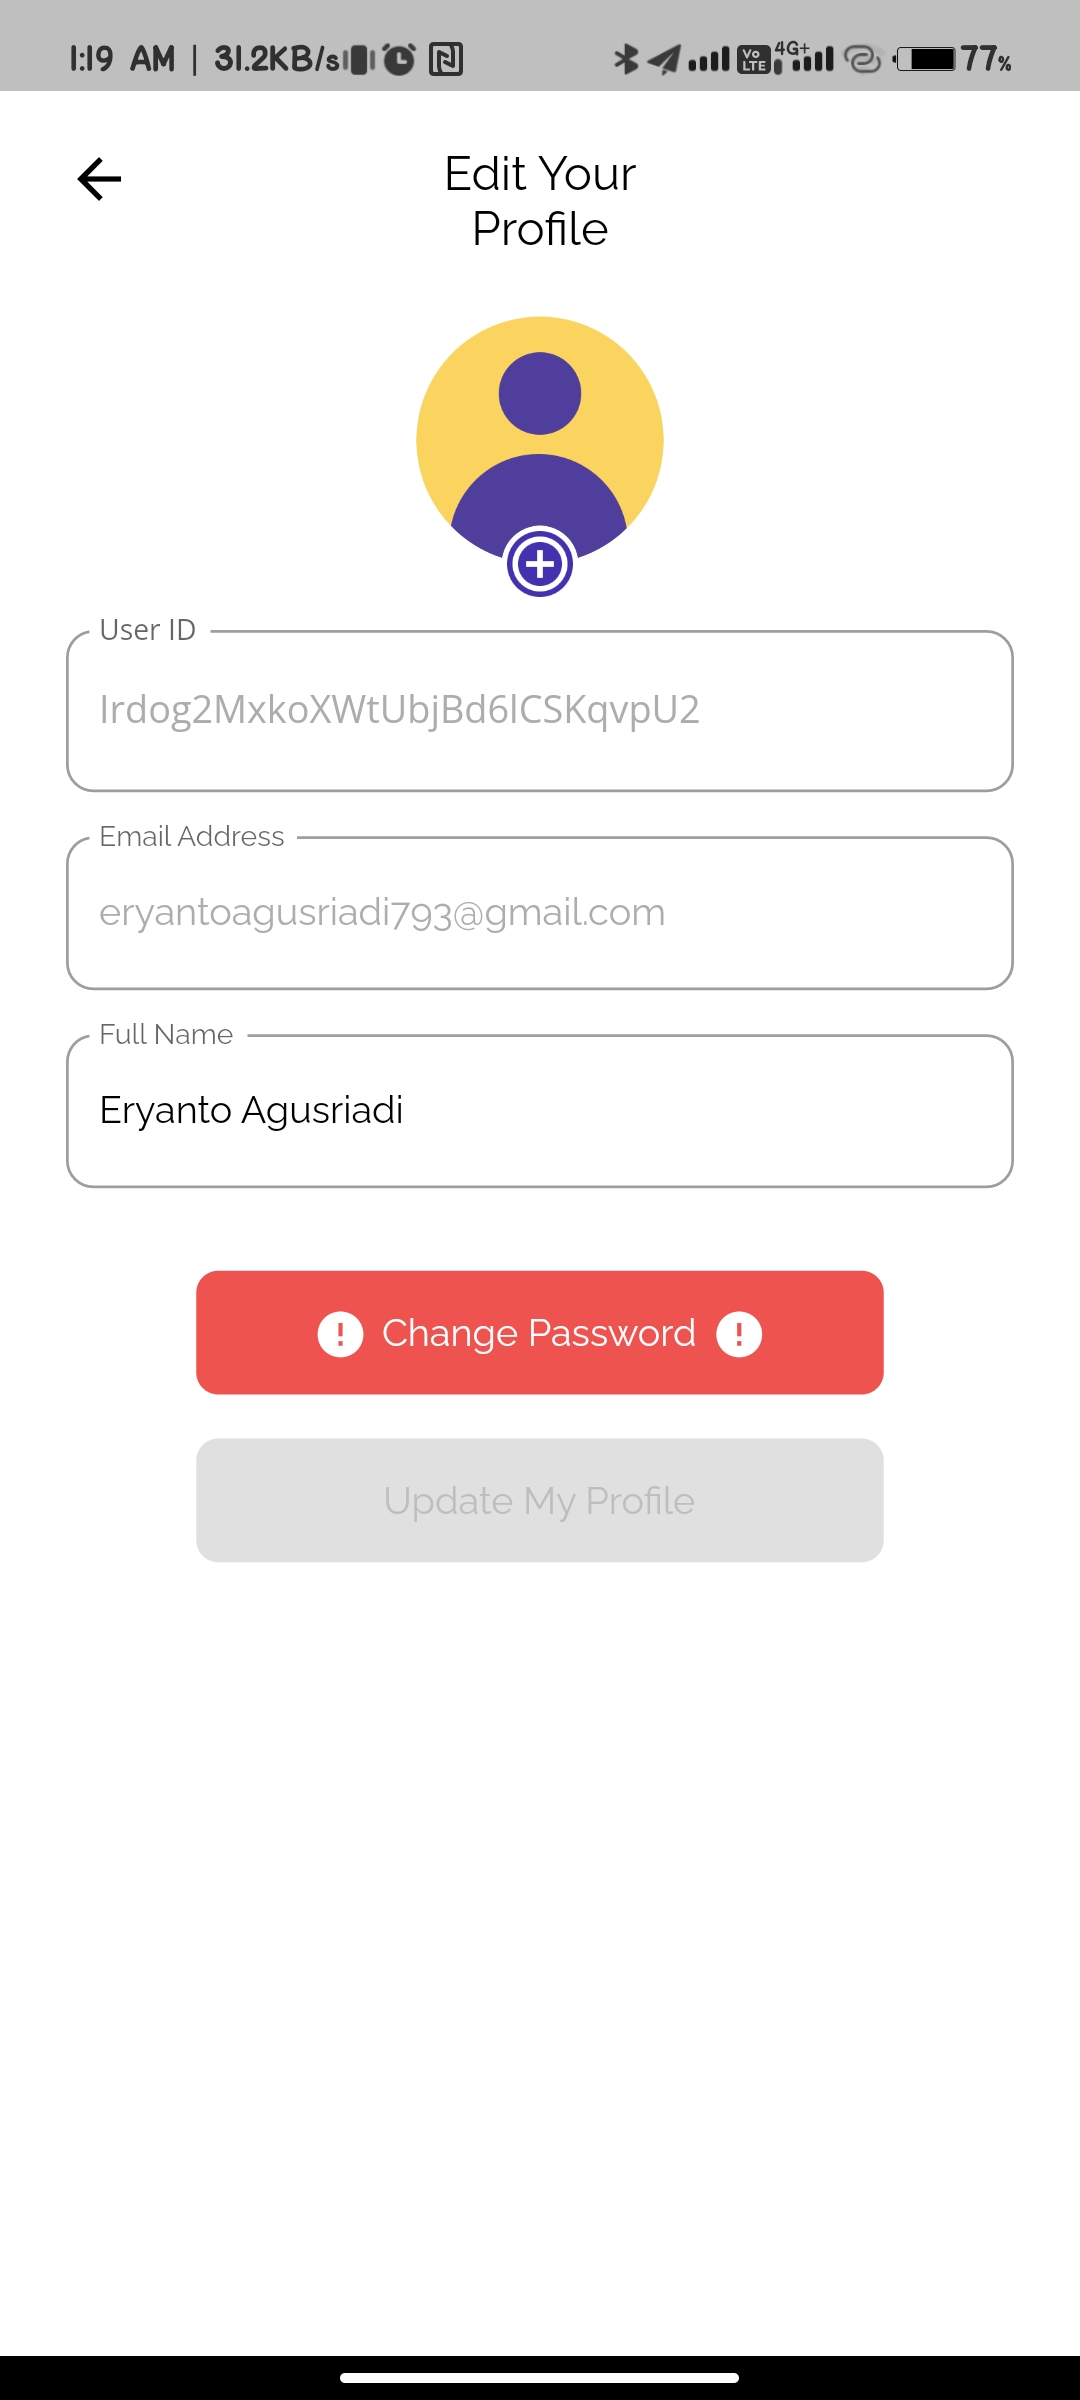 1:19 AM | 31.2KB/s Vo LTE 4G+ 77%
Edit Your
Profile
User ID
Irdog2MxkoXWtUbjBd6lCSKqvpU2
Email Address
eryantoagusriadi793@gmail.com
Full Name
Eryanto Agusriadi
Change Password
Update My Profile